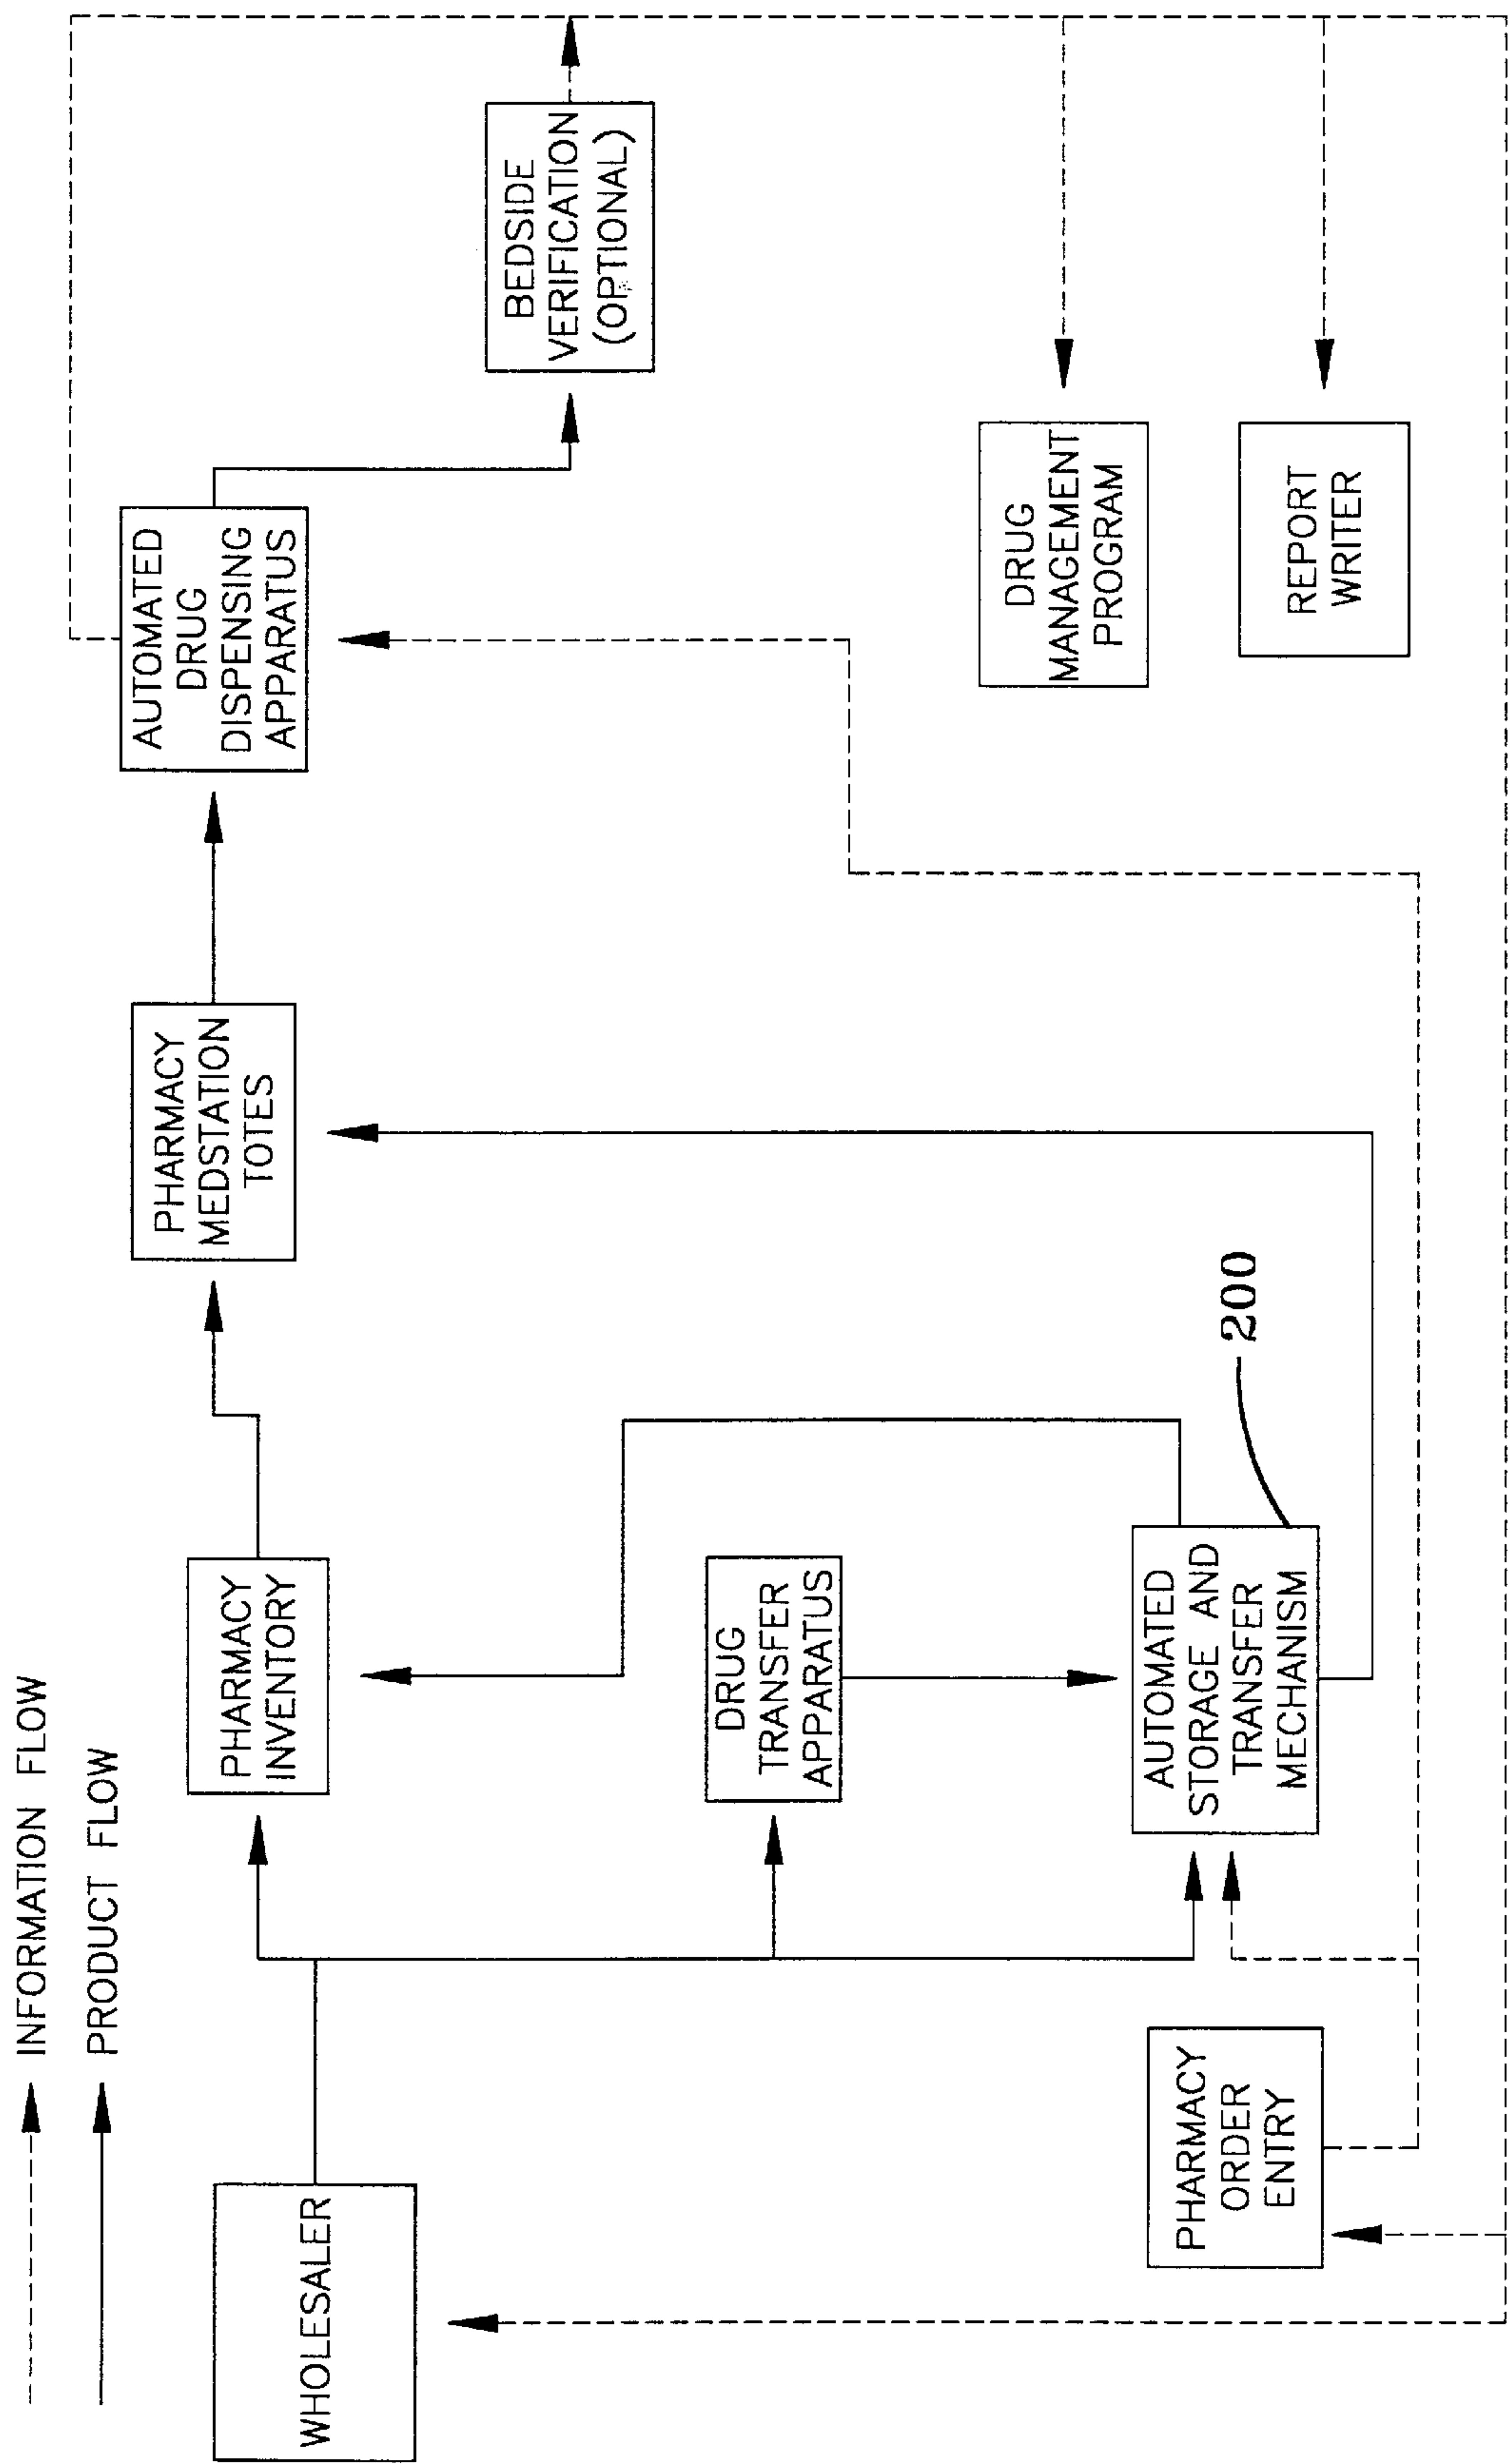 INFORMATION FLOW
PRODUCT FLOW
WHOLESALER
PHARMACY
INVENTORY
PHARMACY
MEDSTATION
TOTES
AUTOMATED
DRUG
DISPENSING
APPARATUS
BEDSIDE
VERIFICATION
(OPTIONAL)
DRUG
TRANSFER
APPARATUS
PHARMACY
ORDER
ENTRY
AUTOMATED
STORAGE AND
TRANSFER
MECHANISM
200
DRUG
MANAGEMENT
PROGRAM
REPORT
WRITER